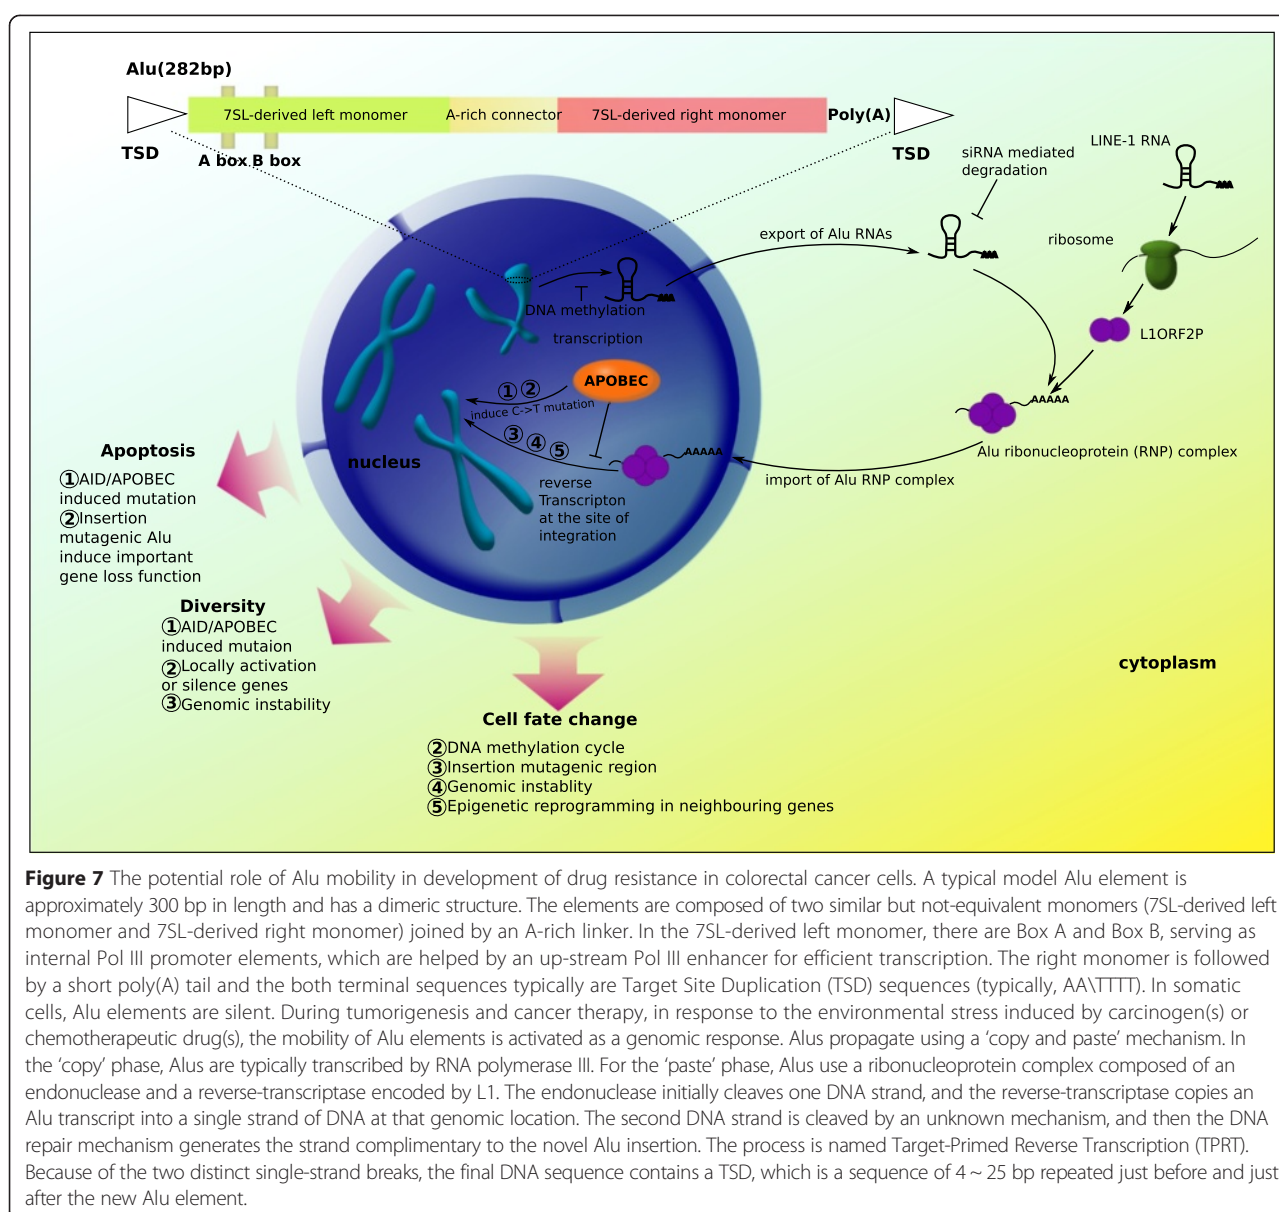 Alu(282bp)
7SL-derived left monomer
A-rich connector
7SL-derived right monomer
Poly(A)
TSD
A box
B box
TSD
siRNA mediated
degradation
LINE-1 RNA
export of Alu RNAs
ribosome
DNA methylation
transcription
L1ORF2P
APOBEC
① ②
induce C->T mutation
AAAAA
③ ④ ⑤
nucleus
AAAAA
Alu ribonucleoprotein (RNP) complex
import of Alu RNP complex
reverse
Transcripton
at the site of
integration
Apoptosis
①AID/APOBEC
induced mutation
②Insertion
mutagenic Alu
induce important
gene loss function
Diversity
①AID/APOBEC
induced mutaion
②Locally activation
or silence genes
③Genomic instability
cytoplasm
Cell fate change
②DNA methylation cycle
③Insertion mutagenic region
④Genomic instablity
⑤Epigenetic reprogramming in neighbouring genes
Figure 7 The potential role of Alu mobility in development of drug resistance in colorectal cancer cells. A typical model Alu element is
approximately 300 bp in length and has a dimeric structure. The elements are composed of two similar but not-equivalent monomers (7SL-derived left
monomer and 7SL-derived right monomer) joined by an A-rich linker. In the 7SL-derived left monomer, there are Box A and Box B, serving as
internal Pol III promoter elements, which are helped by an up-stream Pol III enhancer for efficient transcription. The right monomer is followed
by a short poly(A) tail and the both terminal sequences typically are Target Site Duplication (TSD) sequences (typically, AA\TTTT). In somatic
cells, Alu elements are silent. During tumorigenesis and cancer therapy, in response to the environmental stress induced by carcinogen(s) or
chemotherapeutic drug(s), the mobility of Alu elements is activated as a genomic response. Alus propagate using a ‘copy and paste’ mechanism. In
the ‘copy’ phase, Alus are typically transcribed by RNA polymerase III. For the ‘paste’ phase, Alus use a ribonucleoprotein complex composed of an
endonuclease and a reverse-transcriptase encoded by L1. The endonuclease initially cleaves one DNA strand, and the reverse-transcriptase copies an
Alu transcript into a single strand of DNA at that genomic location. The second DNA strand is cleaved by an unknown mechanism, and then the DNA
repair mechanism generates the strand complimentary to the novel Alu insertion. The process is named Target-Primed Reverse Transcription (TPRT).
Because of the two distinct single-strand breaks, the final DNA sequence contains a TSD, which is a sequence of 4 ~ 25 bp repeated just before and just
after the new Alu element.